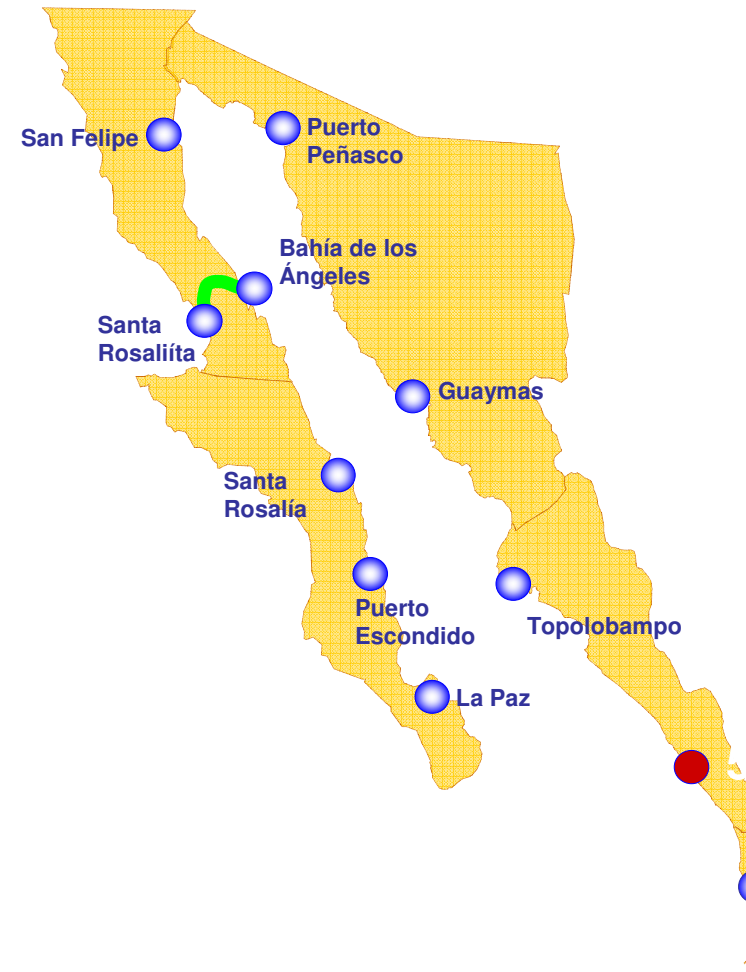 San Felipe
Puerto
Peñasco
Bahía de los
Ángeles
Santa
Rosaliíta
Guaymas
Santa
Rosalía
Puerto
Escondido
Topolobampo
La Paz